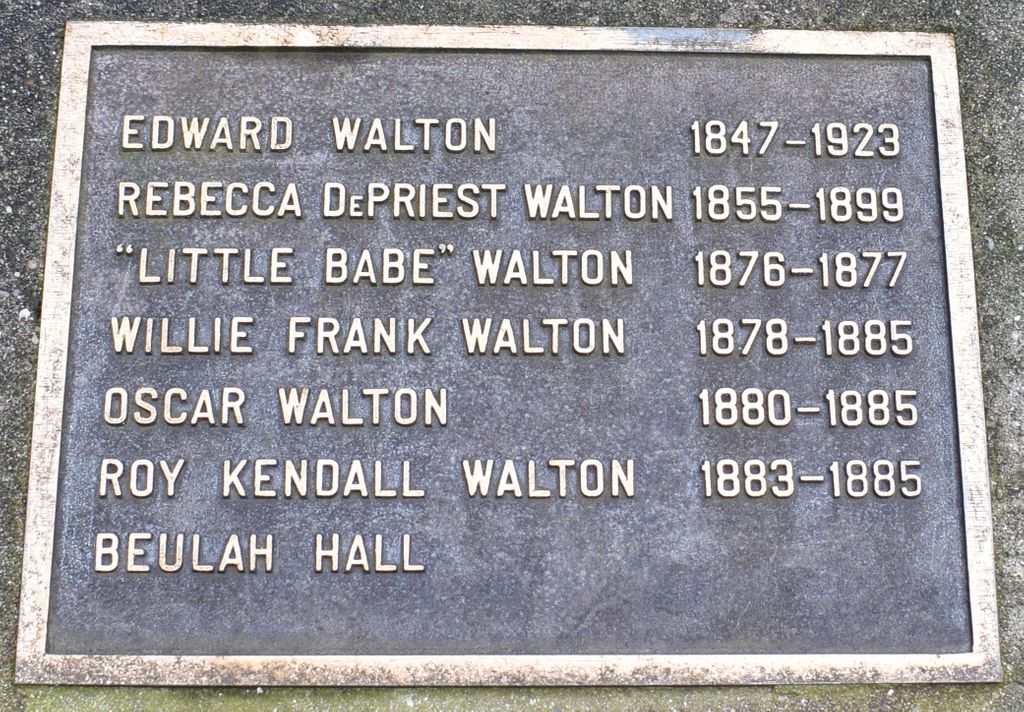 EDWARD WALTON 1847-1923
REBECCA DePRIEST WALTON 1855-1899
"LITTLE BABE" WALTON 1876-1877
WILLIE FRANK WALTON 1878-1885
OSCAR WALTON 1880-1885
ROY KENDALL WALTON 1883-1885
BEULAH HALL